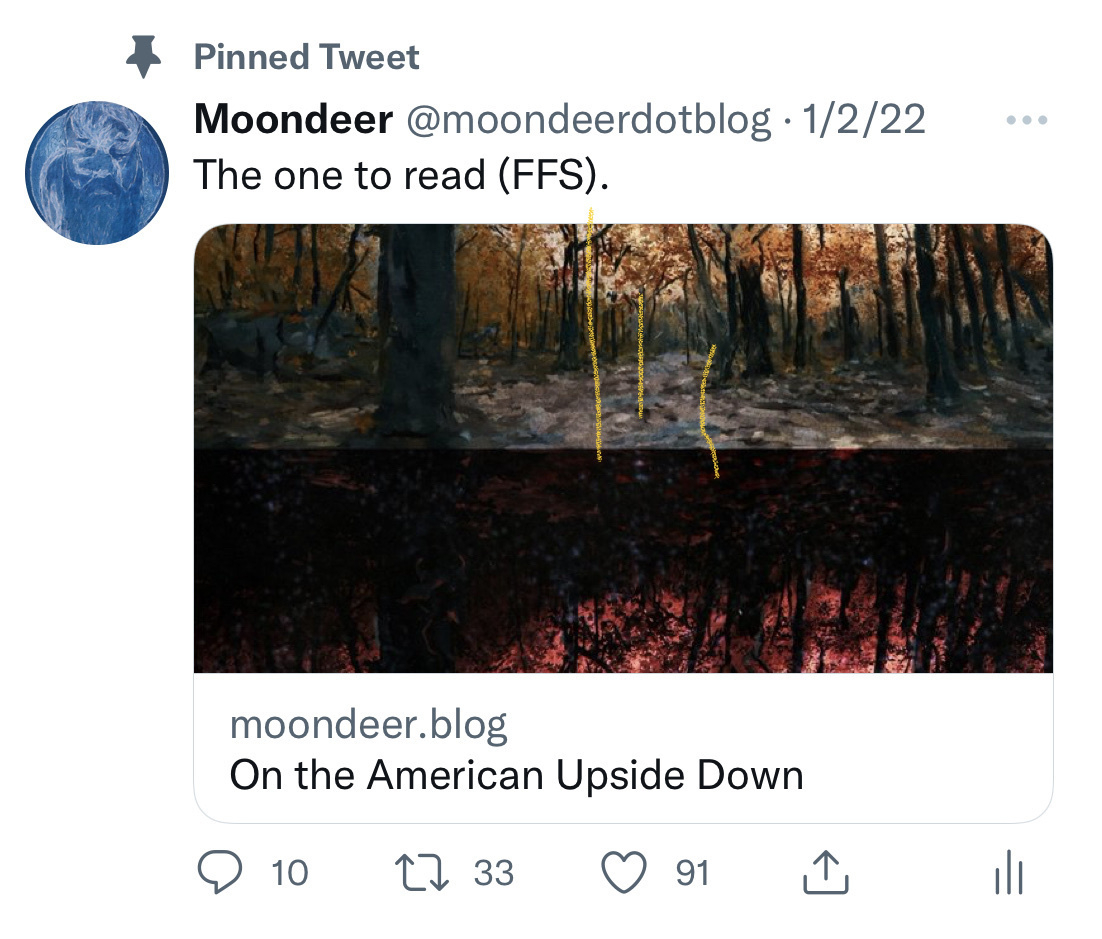 Pinned Tweet
Moondeer @moondeerdotblog · 1/2/22
The one to read (FFS).
moondeer.blog
On the American Upside Down
10 33 91